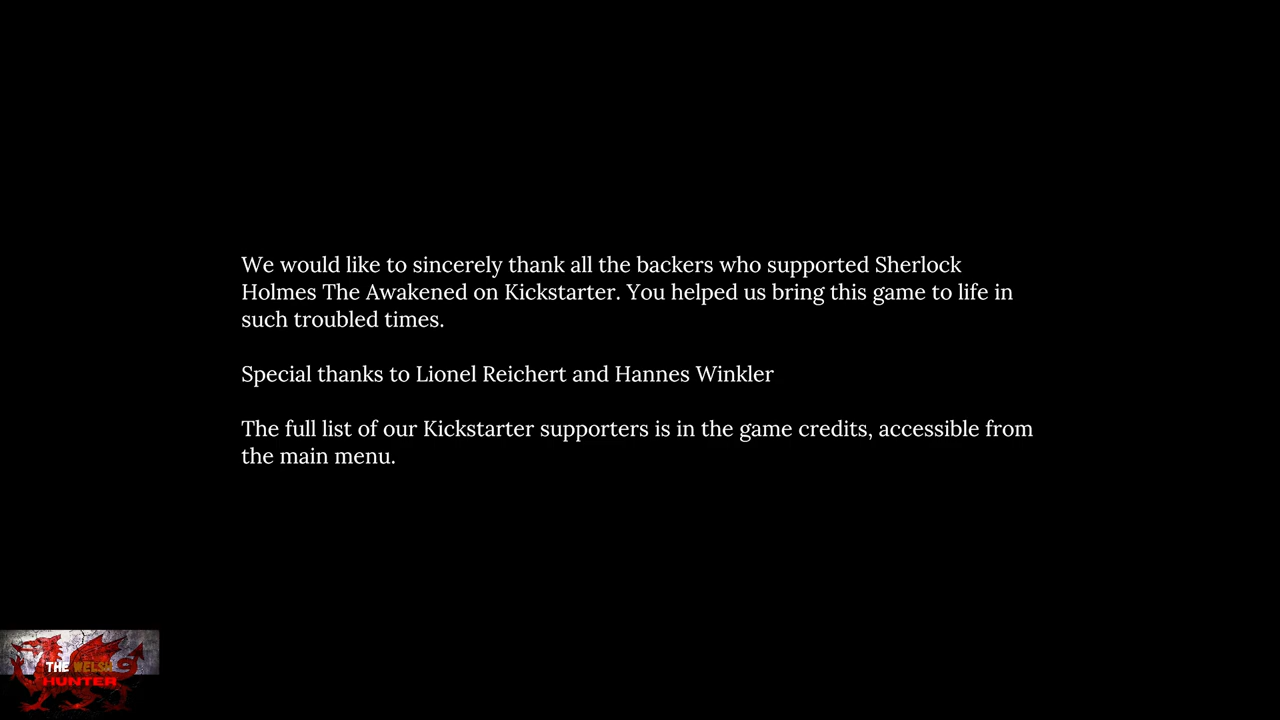 We would like to sincerely thank all the backers who supported Sherlock
Holmes The Awakened on Kickstarter. You helped us bring this game to life in
such troubled times.
Special thanks to Lionel Reichert and Hannes Winkler
The full list of our Kickstarter supporters is in the game credits, accessible from
the main menu.
THE WELSH
HUNTER